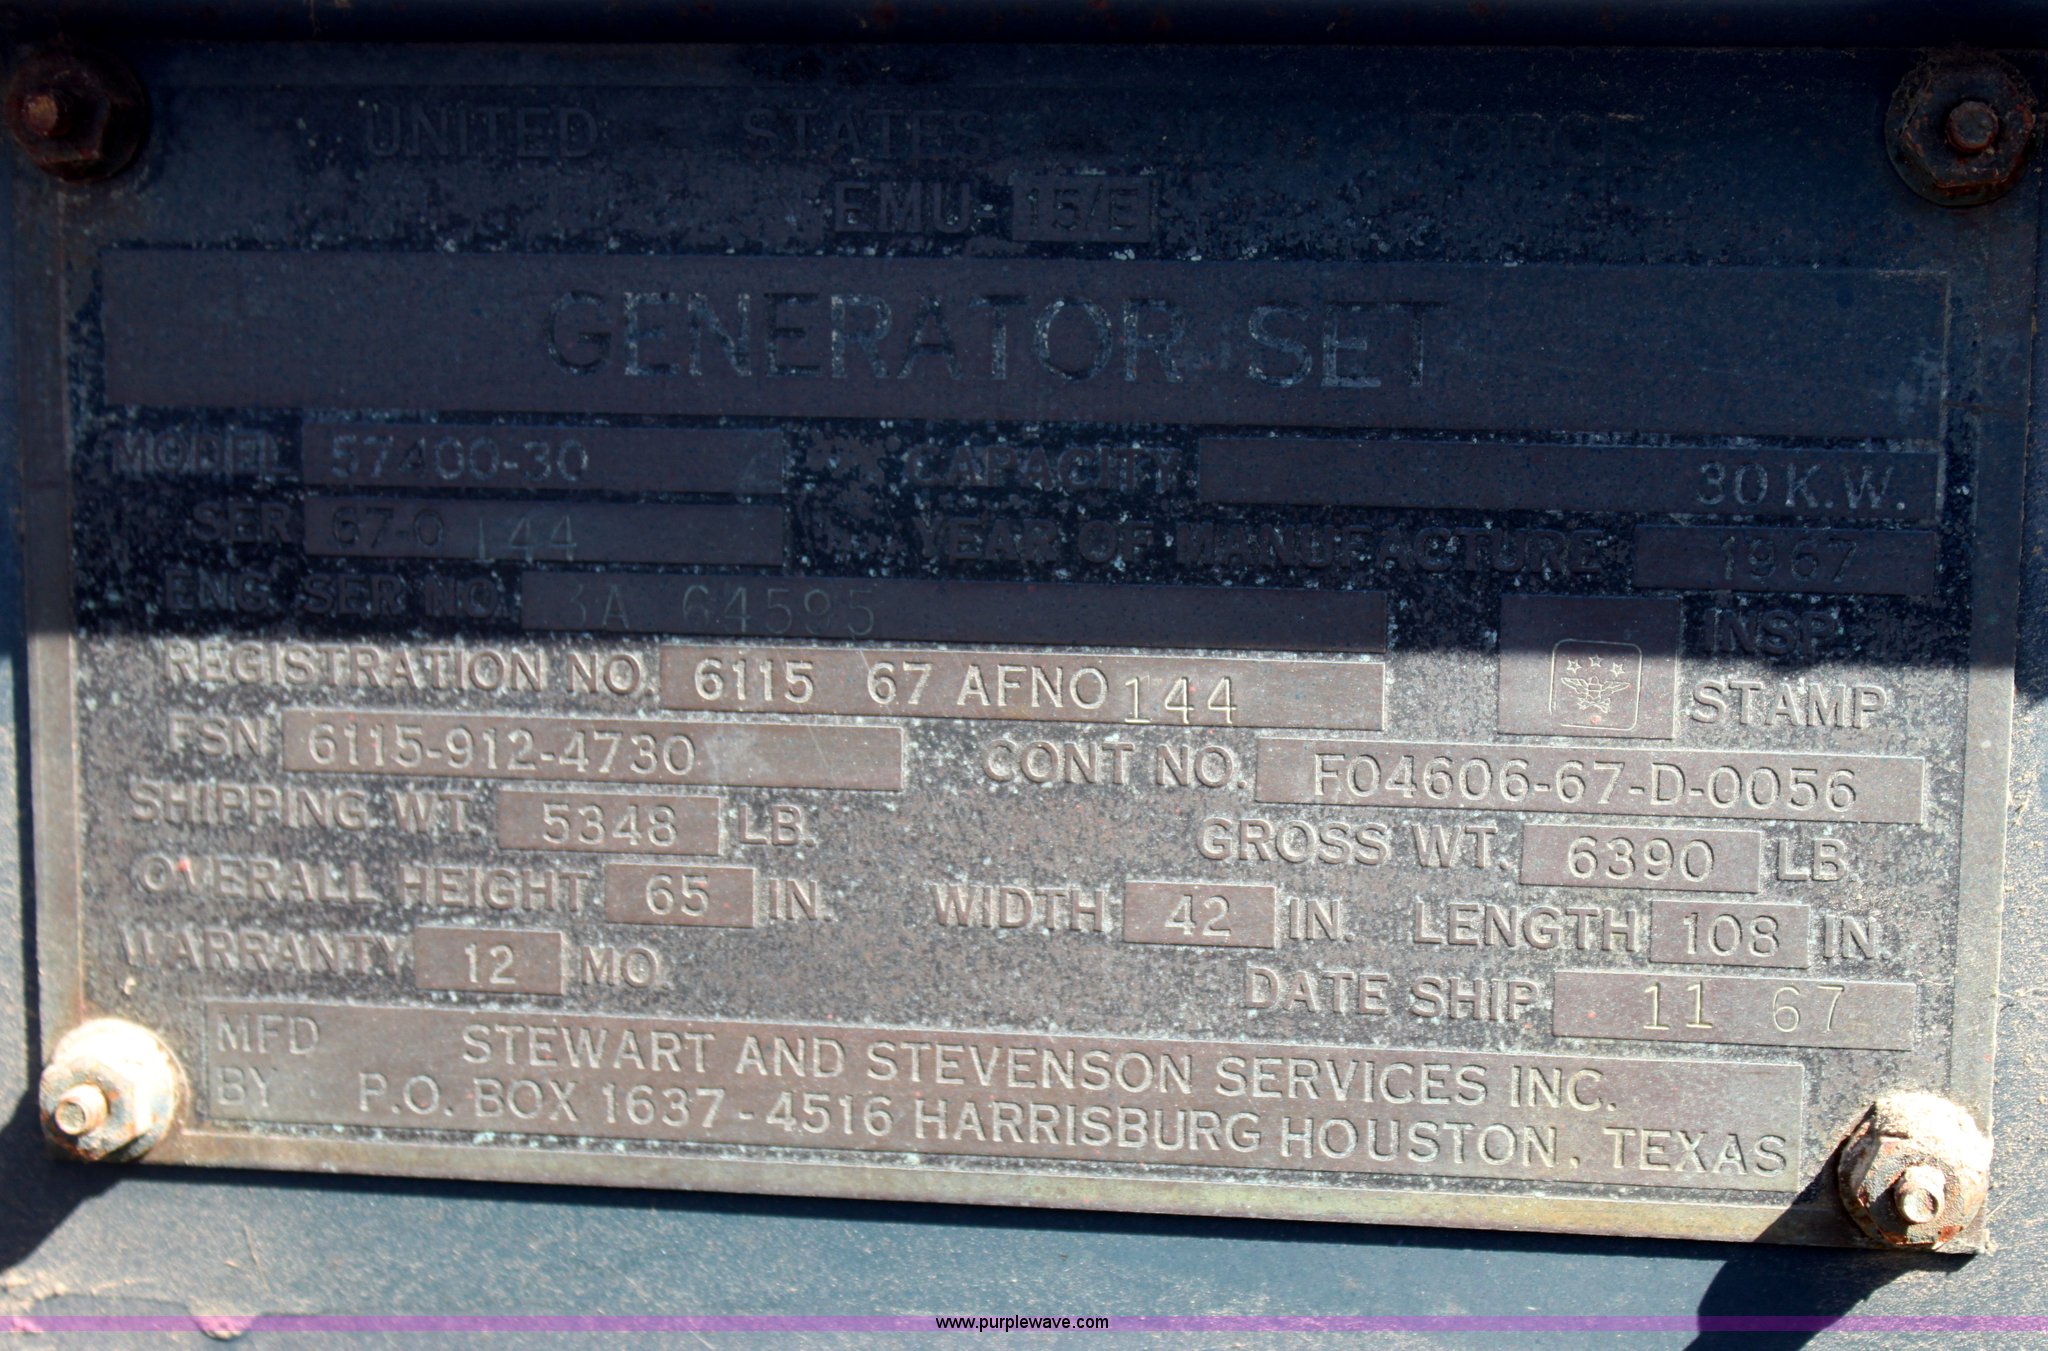 UNITED STATES AIR FORCE
EMU-15/E
GENERATOR SET
MODEL 57400-30 CAPACITY 30 K.W.
SER 67-0 144 YEAR OF MANUFACTURE 1967
ENG. SER NO. 3A 64595
INSP.
REGISTRATION NO. 6115 67 AFNO 144 STAMP
FSN 6115-912-4730 CONT NO. F04606-67-D-0056
SHIPPING WT. 5348 LB. GROSS WT. 6390 LB.
OVERALL HEIGHT 65 IN. WIDTH 42 IN. LENGTH 108 IN.
WARRANTY 12 MO. DATE SHIP 11 67
MFD STEWART AND STEVENSON SERVICES INC.
BY P.O. BOX 1637-4516 HARRISBURG HOUSTON, TEXAS
www.purplewave.com